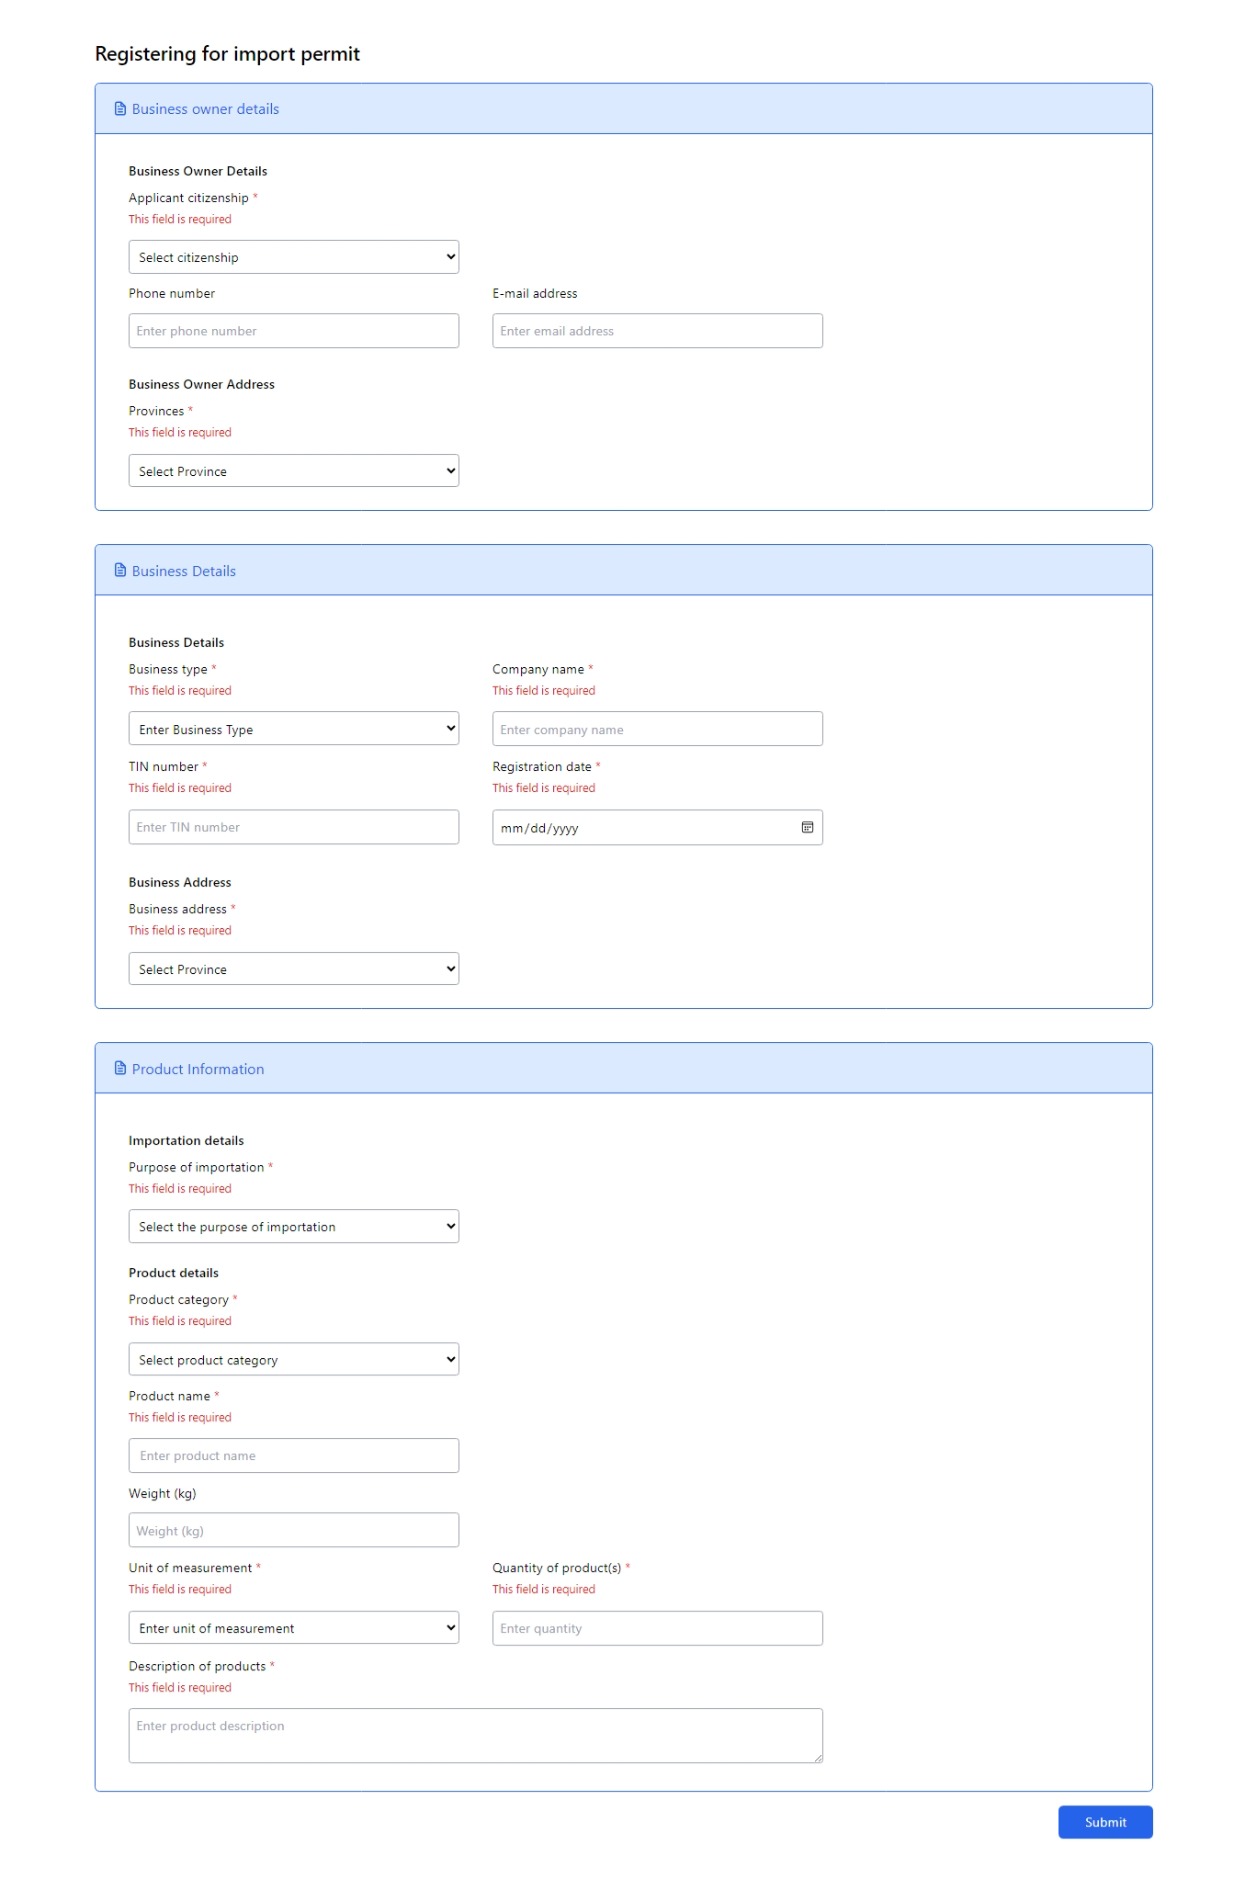 Registering for import permit
Business owner details
Business Owner Details
Applicant citizenship *
This field is required
Select citizenship
Phone number
E-mail address
Enter phone number
Enter email address
Business Owner Address
Provinces *
This field is required
Select Province
Business Details
Business Details
Business type *
Company name *
This field is required
This field is required
Enter Business Type
Enter company name
TIN number *
Registration date *
This field is required
This field is required
Enter TIN number
mm/dd/yyyy
Business Address
Business address *
This field is required
Select Province
Product Information
Importation details
Purpose of importation *
This field is required
Select the purpose of importation
Product details
Product category *
This field is required
Select product category
Product name *
This field is required
Enter product name
Weight (kg)
Weight (kg)
Unit of measurement *
Quantity of product(s) *
This field is required
This field is required
Enter unit of measurement
Enter quantity
Description of products *
This field is required
Enter product description
Submit